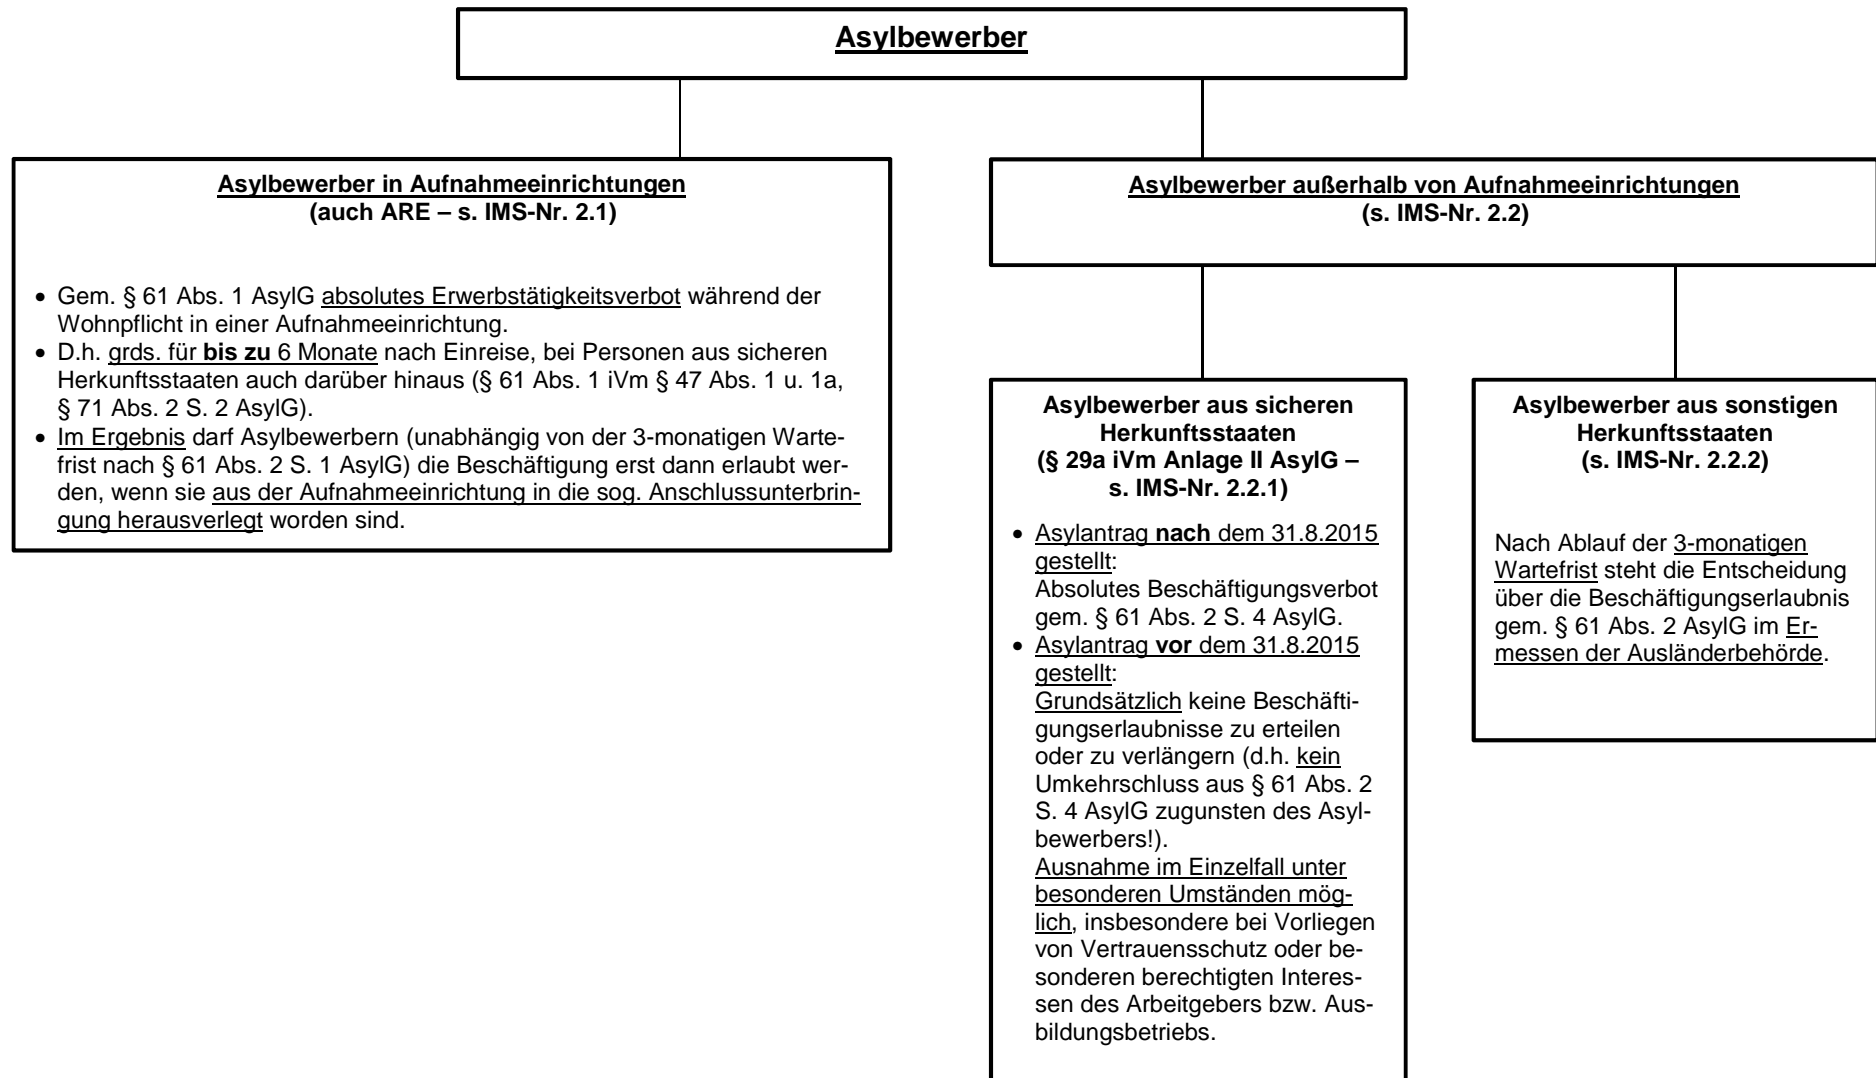 Asylbewerber
Asylbewerber in Aufnahmeeinrichtungen
(auch ARE – s. IMS-Nr. 2.1)
• Gem. § 61 Abs. 1 AsylG absolutes Erwerbstätigkeitsverbot während der
Wohnpflicht in einer Aufnahmeeinrichtung.
• D.h. grds. für bis zu 6 Monate nach Einreise, bei Personen aus sicheren
Herkunftsstaaten auch darüber hinaus (§ 61 Abs. 1 iVm § 47 Abs. 1 u. 1a,
§ 71 Abs. 2 S. 2 AsylG).
• Im Ergebnis darf Asylbewerbern (unabhängig von der 3-monatigen Warte-
frist nach § 61 Abs. 2 S. 1 AsylG) die Beschäftigung erst dann erlaubt wer-
den, wenn sie aus der Aufnahmeeinrichtung in die sog. Anschlussunterbrin-
gung herausverlegt worden sind.
Asylbewerber außerhalb von Aufnahmeeinrichtungen
(s. IMS-Nr. 2.2)
Asylbewerber aus sicheren
Herkunftsstaaten
(§ 29a iVm Anlage II AsylG –
s. IMS-Nr. 2.2.1)
• Asylantrag nach dem 31.8.2015
gestellt:
Absolutes Beschäftigungsverbot
gem. § 61 Abs. 2 S. 4 AsylG.
• Asylantrag vor dem 31.8.2015
gestellt:
Grundsätzlich keine Beschäfti-
gungserlaubnisse zu erteilen
oder zu verlängern (d.h. kein
Umkehrschluss aus § 61 Abs. 2
S. 4 AsylG zugunsten des Asyl-
bewerbers!).
Ausnahme im Einzelfall unter
besonderen Umständen mög-
lich, insbesondere bei Vorliegen
von Vertrauensschutz oder be-
sonderen berechtigten Interes-
sen des Arbeitgebers bzw. Aus-
bildungsbetriebs.
Asylbewerber aus sonstigen
Herkunftsstaaten
(s. IMS-Nr. 2.2.2)
Nach Ablauf der 3-monatigen
Wartefrist steht die Entscheidung
über die Beschäftigungserlaubnis
gem. § 61 Abs. 2 AsylG im Er-
messen der Ausländerbehörde.